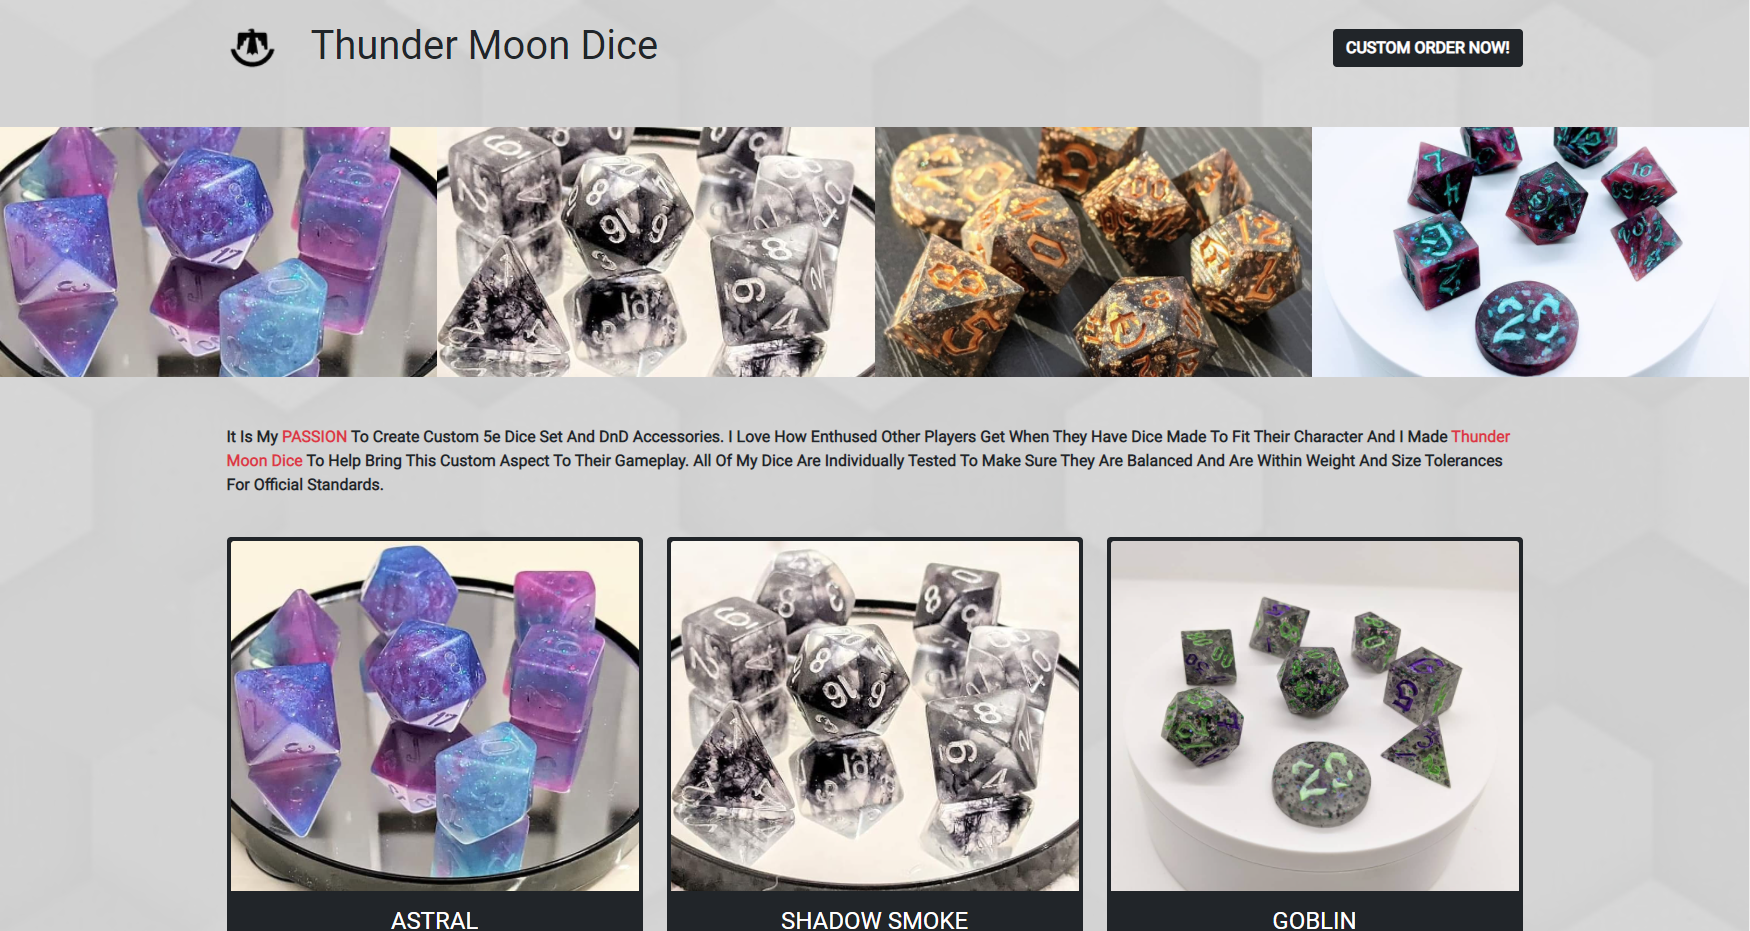 Thunder Moon Dice
CUSTOM ORDER NOW!
It Is My PASSION To Create Custom 5e Dice Set And DnD Accessories. I Love How Enthused Other Players Get When They Have Dice Made To Fit Their Character And I Made Thunder
Moon Dice To Help Bring This Custom Aspect To Their Gameplay. All Of My Dice Are Individually Tested To Make Sure They Are Balanced And Are Within Weight And Size Tolerances
For Official Standards.
ASTRAL
SHADOW SMOKE
GOBLIN